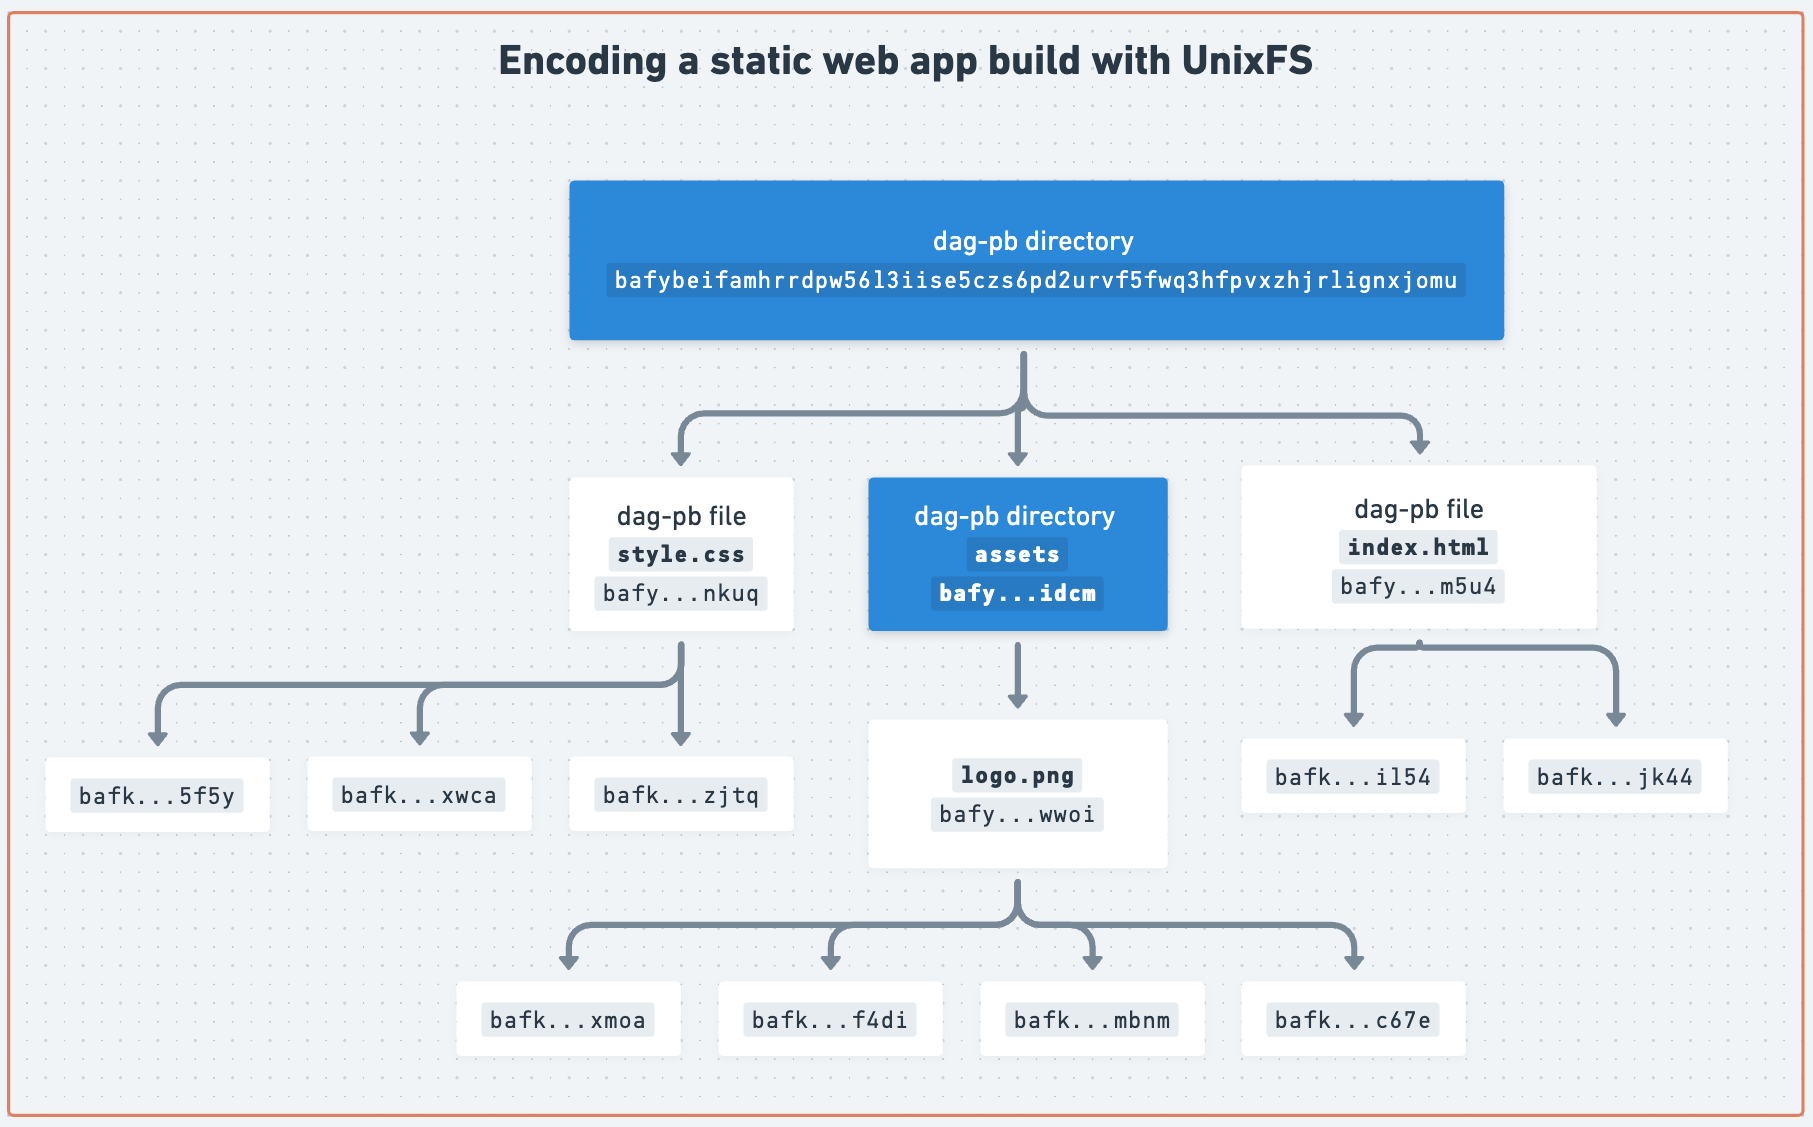 Encoding a static web app build with UnixFS
dag-pb directory
bafybeifamhrrdpw56l3iise5czs6pd2urvf5fwq3hfpvxzhjrlignxjomu
dag-pb file
style.css
bafy...nkuq
dag-pb directory
assets
bafy...idcm
dag-pb file
index.html
bafy...m5u4
bafk...5f5y
bafk...xwca
bafk...zjtq
logo.png
bafy...wwoi
bafk...il54
bafk...jk44
bafk...xmoa
bafk...f4di
bafk...mbnm
bafk...c67e